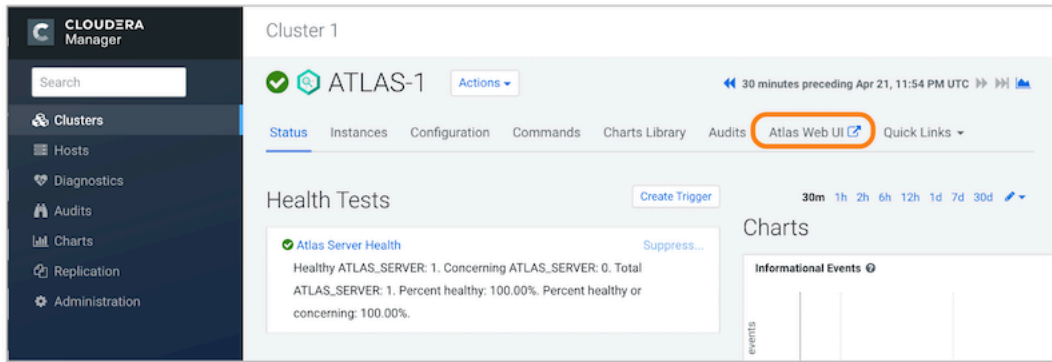 CLOUDERA
Manager
Search
Clusters
Hosts
Diagnostics
Audits
Charts
Replication
Administration
Cluster 1
ATLAS-1
Actions
30 minutes preceding Apr 21, 11:54 PM UTC
Status Instances Configuration Commands Charts Library Audits Atlas Web UI Quick Links
Health Tests
Create Trigger
Atlas Server Health
Suppress...
Healthy ATLAS_SERVER: 1. Concerning ATLAS_SERVER: 0. Total
ATLAS_SERVER: 1. Percent healthy: 100.00%. Percent healthy or
concerning: 100.00%.
30m 1h 2h 6h 12h 1d 7d 30d
Charts
Informational Events
events